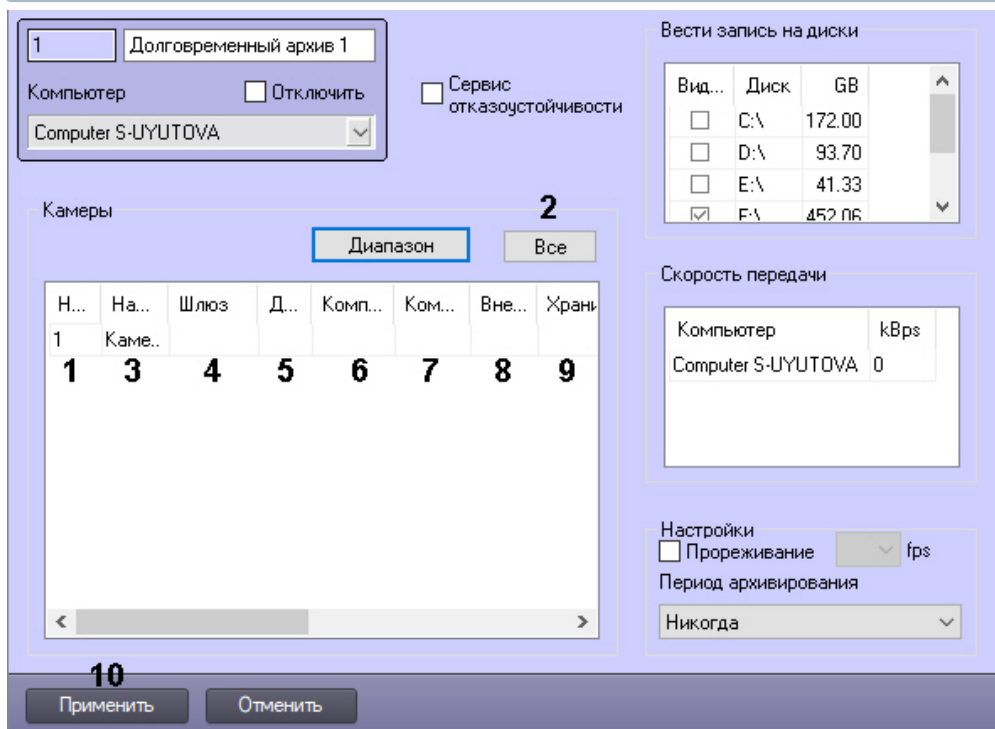 1 Долговременный архив 1
Компьютер Отключить
Computer S-UYUTOVA
Сервис
отказоустойчивости
Вести запись на диски
Вид... Диск GB
C:\ 172.00
D:\ 93.70
E:\ 41.33
F:\ 452.06
Камеры
2
Диапазон Все
Н... На... Шлюз Д... Комп... Ком... Вне... Храни
1 Каме..
1 3 4 5 6 7 8 9
Скорость передачи
Компьютер kBps
Computer S-UYUTOVA 0
Настройки
Прореживание fps
Период архивирования
Никогда
10
Применить Отменить